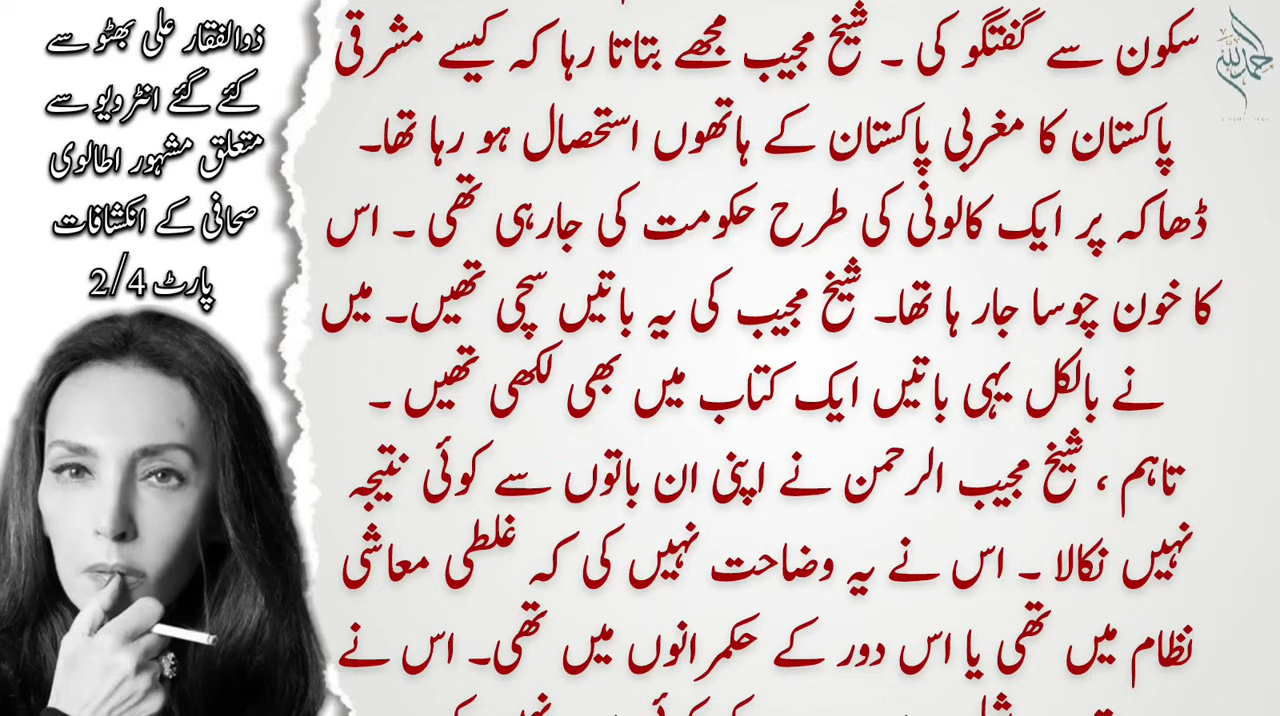 ذوالفقار علی بھٹو سے
کئے گئے انٹرویو سے
متعلق مشہور اطالوی
صحافی کے انکشافات
پارٹ 2/4
سکون سے گفتگو کی ۔ شیخ مجیب مجھے بتاتا رہا کہ کیسے مشرقی
پاکستان کا مغربی پاکستان کے ہاتھوں استحصال ہو رہا تھا۔
ڈھاکہ پر ایک کالونی کی طرح حکومت کی جارہی تھی ۔ اس
کا خون چوسا جار ہا تھا۔ شیخ مجیب کی یہ باتیں سچی تھیں۔ میں
نے بالکل یہی باتیں ایک کتاب میں بھی لکھی تھیں ۔
تاہم ، شیخ مجیب الرحمن نے اپنی ان باتوں سے کوئی نتیجہ
نہیں نکالا ۔ اس نے یہ وضاحت نہیں کی کہ غلطی معاشی
نظام میں تھی یا اس دور کے حکمرانوں میں تھی۔ اس نے